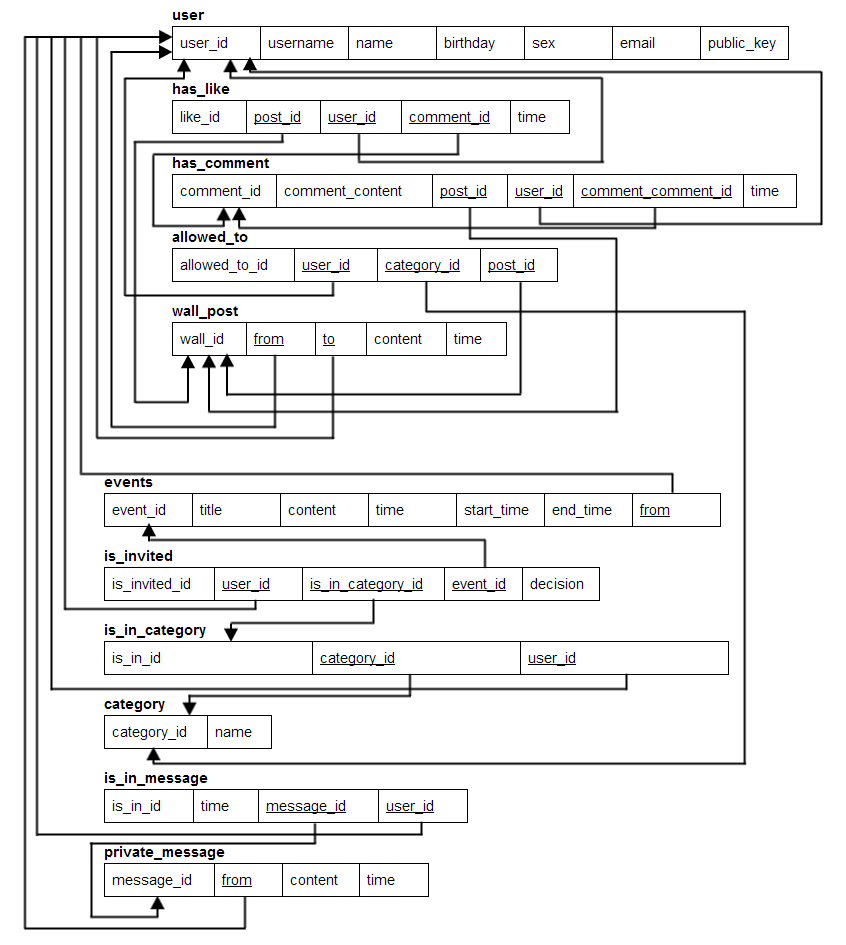 user
user_id username name birthday sex email public_key
has_like
like_id post_id user_id comment_id time
has_comment
comment_id comment_content post_id user_id comment_comment_id time
allowed_to
allowed_to_id user_id category_id post_id
wall_post
wall_id from to content time
events
event_id title content time start_time end_time from
is_invited
is_invited_id user_id is_in_category_id event_id decision
is_in_category
is_in_id category_id user_id
category
category_id name
is_in_message
is_in_id time message_id user_id
private_message
message_id from content time